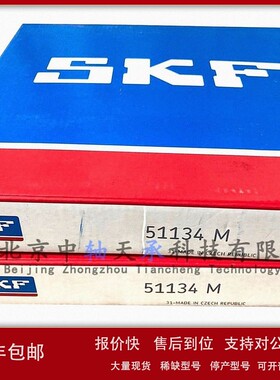 SKF
51134 M
MADE IN CZECH REPUBLIC
北京中轴天承科技有限
Beijing Zhongzhou Tiancheng Technology
51134 M
21-MADE IN CZECH REPUBLIC
年包邮
报价快 售后到位 支持对公
大量现货 稀缺型号 停产型号 可开